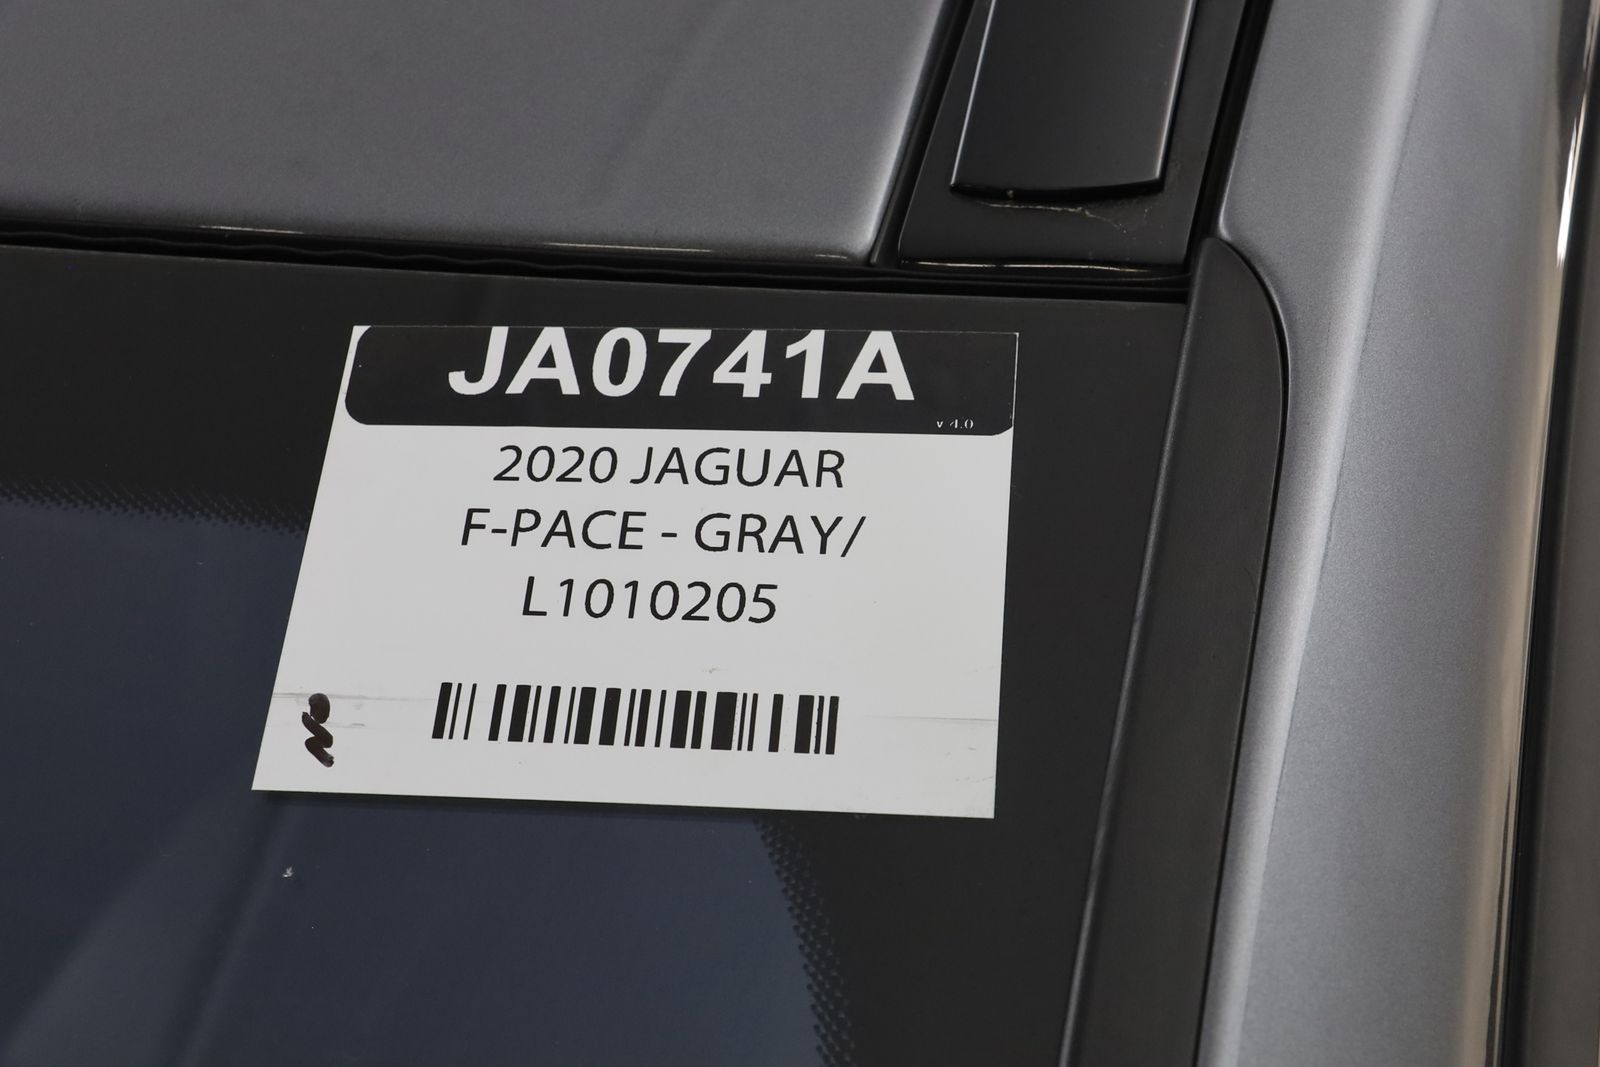 JA0741A
v 4.0
2020 JAGUAR
F-PACE - GRAY/
L1010205